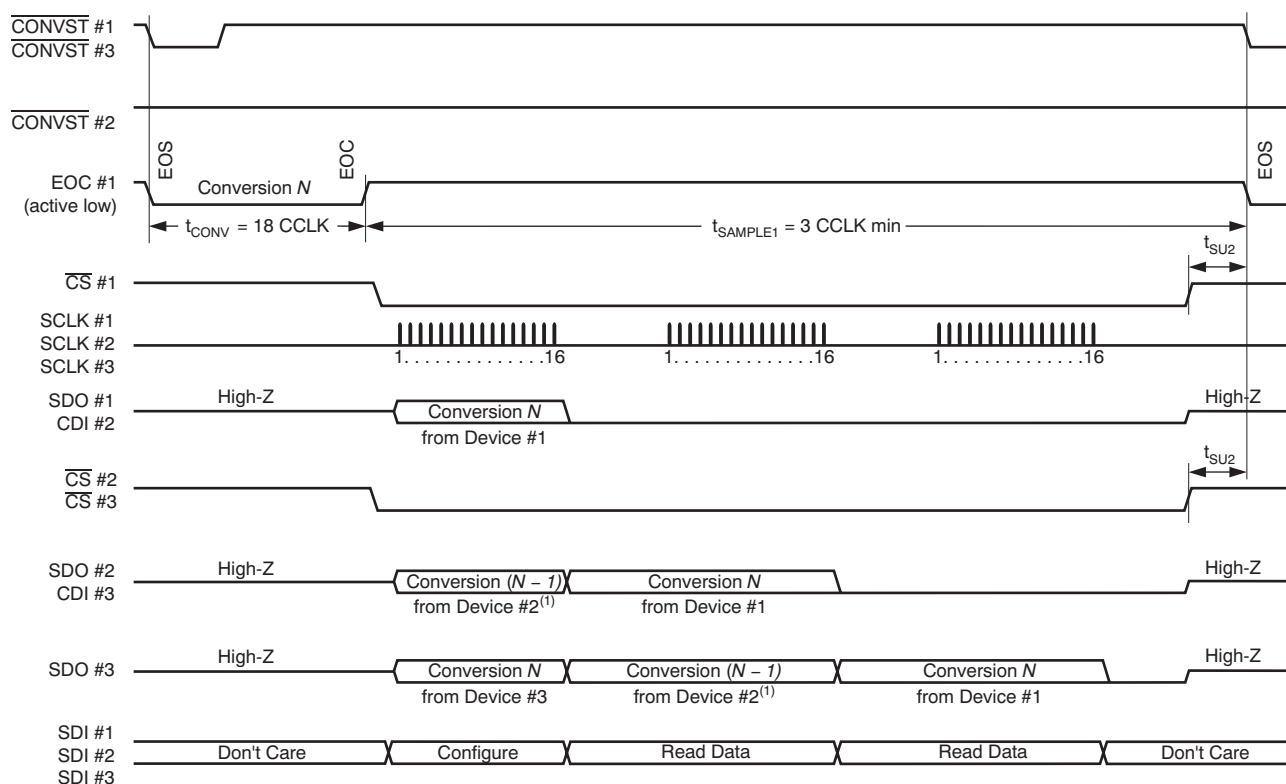 CONVST #1
CONVST #3
CONVST #2
EOS
EOC
EOS
EOC #1
(active low)
Conversion N
tCONV = 18 CCLK
tSAMPLE1 = 3 CCLK min
tSU2
CS #1
SCLK #1
SCLK #2
SCLK #3
1. . . . . . . . . . . . . .16
1. . . . . . . . . . . . . .16
1. . . . . . . . . . . . . .16
SDO #1
CDI #2
High-Z
Conversion N
from Device #1
High-Z
tSU2
CS #2
CS #3
SDO #2
CDI #3
High-Z
Conversion (N − 1)
from Device #2(1)
Conversion N
from Device #1
High-Z
SDO #3
High-Z
Conversion N
from Device #3
Conversion (N − 1)
from Device #2(1)
Conversion N
from Device #1
High-Z
SDI #1
SDI #2
SDI #3
Don't Care
Configure
Read Data
Read Data
Don't Care